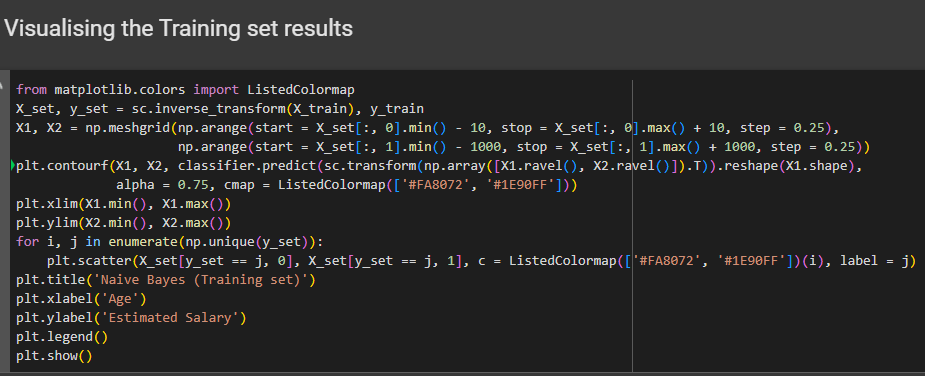 Visualising the Training set results
from matplotlib.colors import ListedColormap
X_set, y_set = sc.inverse_transform(X_train), y_train
X1, X2 = np.meshgrid(np.arange(start = X_set[:, 0].min() - 10, stop = X_set[:, 0].max() + 10, step = 0.25),
                     np.arange(start = X_set[:, 1].min() - 1000, stop = X_set[:, 1].max() + 1000, step = 0.25))
plt.contourf(X1, X2, classifier.predict(sc.transform(np.array([X1.ravel(), X2.ravel()]).T)).reshape(X1.shape),
             alpha = 0.75, cmap = ListedColormap(['#FA8072', '#1E90FF']))
plt.xlim(X1.min(), X1.max())
plt.ylim(X2.min(), X2.max())
for i, j in enumerate(np.unique(y_set)):
    plt.scatter(X_set[y_set == j, 0], X_set[y_set == j, 1], c = ListedColormap(['#FA8072', '#1E90FF'])(i), label = j)
plt.title('Naive Bayes (Training set)')
plt.xlabel('Age')
plt.ylabel('Estimated Salary')
plt.legend()
plt.show()